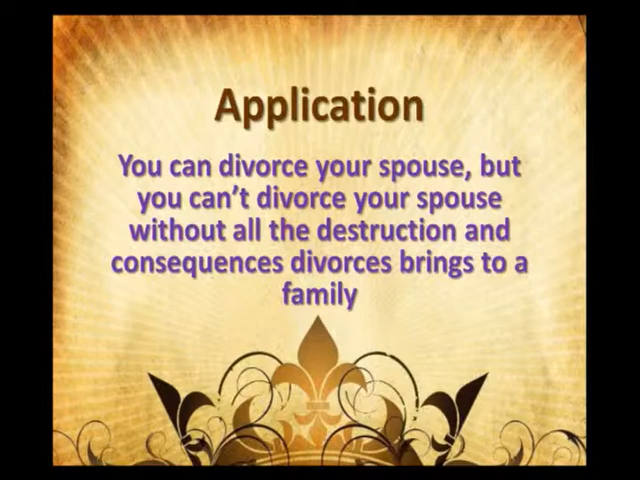 Application
You can divorce your spouse, but
you can’t divorce your spouse
without all the destruction and
consequences divorces brings to a
family